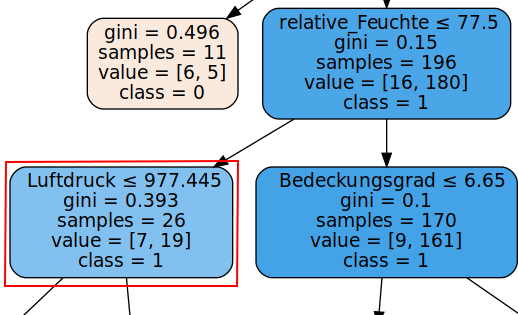 gini = 0.496
samples = 11
value = [6, 5]
class = 0
relative_Feuchte ≤ 77.5
gini = 0.15
samples = 196
value = [16, 180]
class = 1
Luftdruck ≤ 977.445
gini = 0.393
samples = 26
value = [7, 19]
class = 1
Bedeckungsgrad ≤ 6.65
gini = 0.1
samples = 170
value = [9, 161]
class = 1